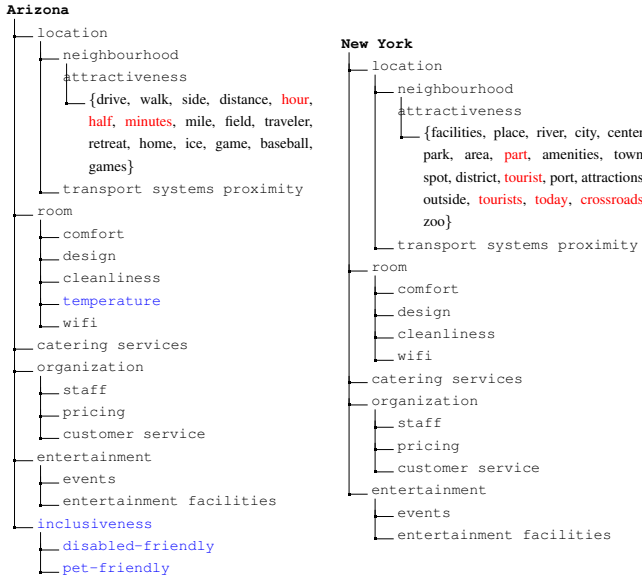 Arizona
location
neighbourhood
attractiveness
{drive, walk, side, distance, hour,
half, minutes, mile, field, traveler,
retreat, home, ice, game, baseball,
games}
transport systems proximity
room
comfort
design
cleanliness
temperature
wifi
catering services
organization
staff
pricing
customer service
entertainment
events
entertainment facilities
inclusiveness
disabled-friendly
pet-friendly
New York
location
neighbourhood
attractiveness
{facilities, place, river, city, center
park, area, part, amenities, town
spot, district, tourist, port, attractions
outside, tourists, today, crossroads
zoo}
transport systems proximity
room
comfort
design
cleanliness
wifi
catering services
organization
staff
pricing
customer service
entertainment
events
entertainment facilities